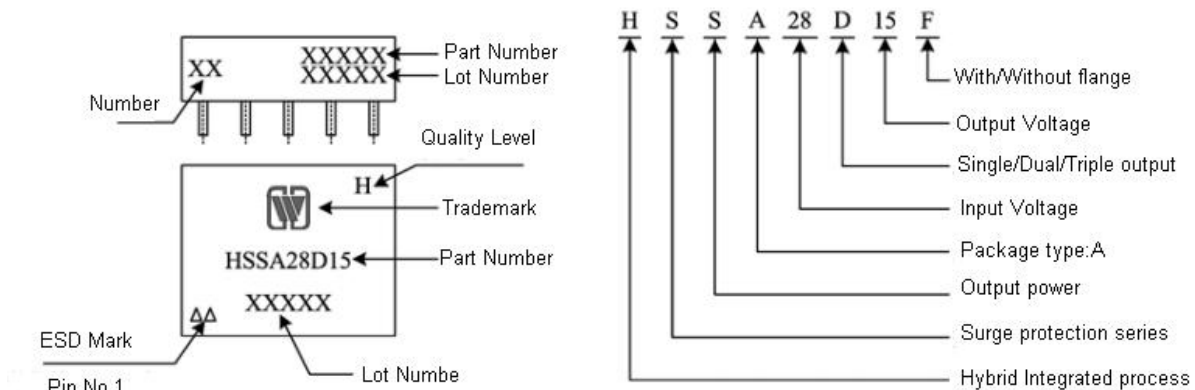 XX
XXXXX
XXXXX
Part Number
Lot Number
Number
Quality Level
H
Trademark
HSSA28D15
Part Number
XXXXX
ΔΔ
ESD Mark
Pin No.1
Lot Numbe
H S S A 28 D 15 F
With/Without flange
Output Voltage
Single/Dual/Triple output
Input Voltage
Package type:A
Output power
Surge protection series
Hybrid Integrated process